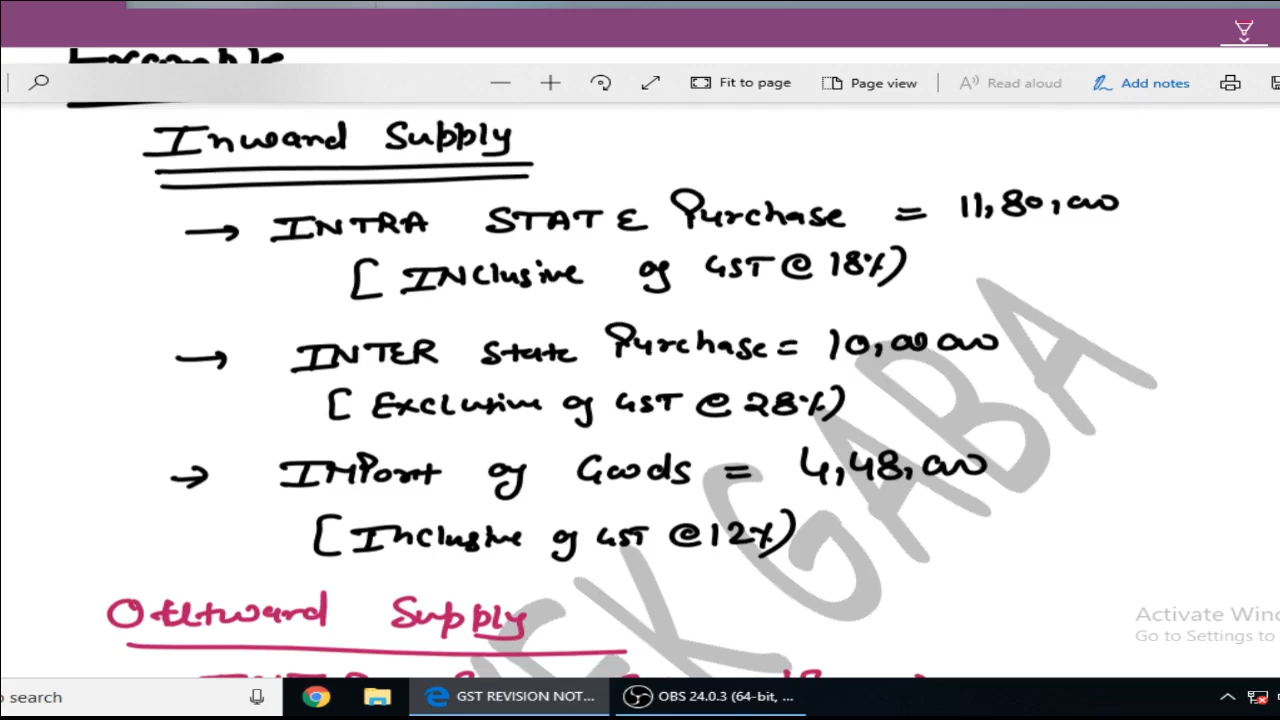 Example
Fit to page
Page view
Read aloud
Add notes
Inward Supply
→ INTRA STATE Purchase = 11,80,000
[Inclusive of GST @ 18%)
→ INTER State Purchase = 10,00,000
[Exclusive of GST @ 28%)
→ IMPort of Goods = 4,48,000
[Inclusive of GST @ 12%)
Outward Supply
GABA
Activate Win
Go to Settings to
search
GST REVISION NOT...
OBS 24.0.3 (64-bit, ...